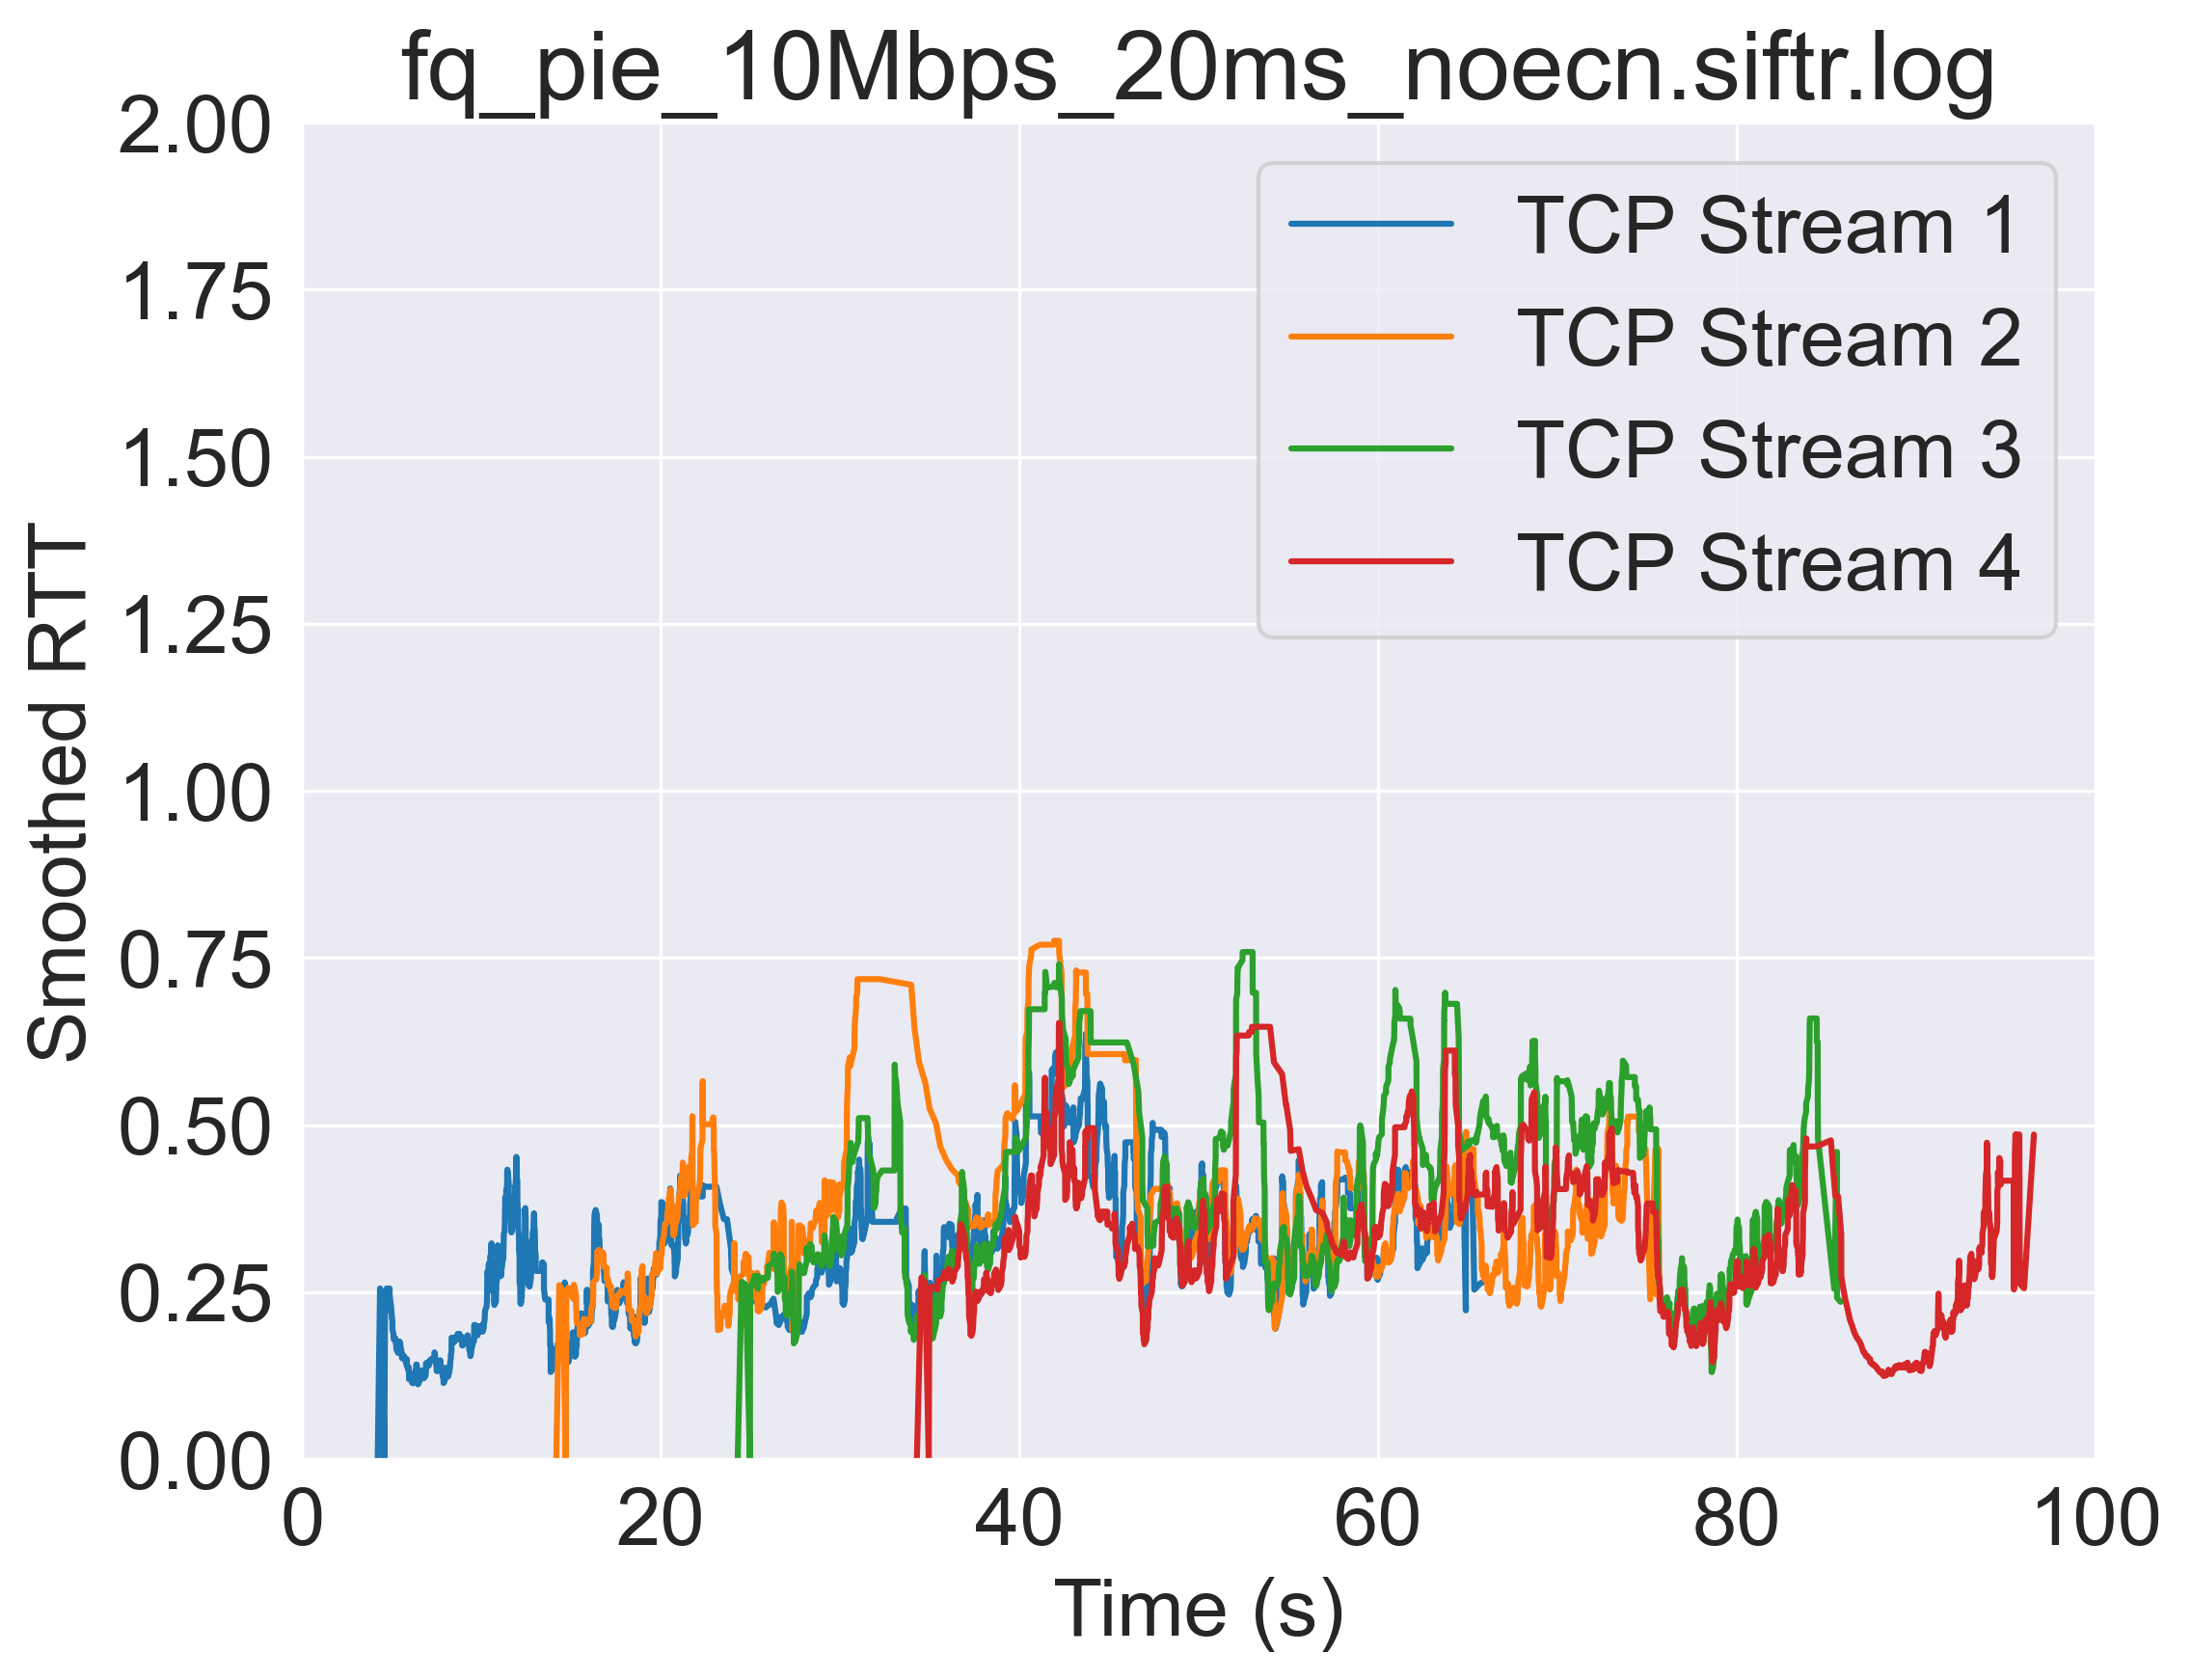 fq_pie_10Mbps_20ms_noecn.siftr.log
2.00
1.75
1.50
1.25
1.00
0.75
0.50
0.25
0.00
Smoothed RTT
TCP Stream 1
TCP Stream 2
TCP Stream 3
TCP Stream 4
0 20 40 60 80 100
Time (s)